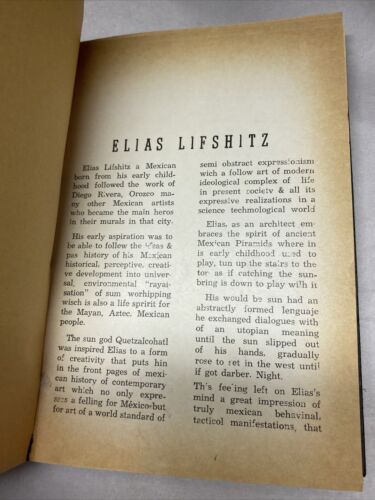 ELIAS LIFSHITZ
Elias Lifshitz a Mexican
born from his early child-
hood followed the work of
Diego Rivera, Orozco ma-
ny other Mexican artists
who became the main heros
in their murals in that city.
His early aspiration was to
be able to follow the &
pas history of his Mexican
historical, perceptive, creati-
ve development into univer-
sal, environmental "rayai-
sation" of sum worhipping
wisch is also a life spririt for
the Mayan, Aztec. Mexican
people.
The sun god Quetzalcohatl
was inspired Elias to a form
of creativity that puts hin
in the front pages of mexi-
can history of contemporary
art which no only expre-
a felling for México but
for art of a world standard of
semi obstract expressionism
wich a follow art of modern
ideological complex of life
in present society & all its
expressive realizations in a
science technological world
Elias, as an architect em-
braces the spirit of ancient
Mexican Piramids where in
is early childhood used to
play, tun up the stairs to the
tor as if catching the sun-
bring is down to play with it
His would be sun had an
abstractly formed lenguaje
he exchanged dialogues with
of an utopian meaning
until the sun slipped out
of his hands, gradually
rose to set in the west until
if got darber. Night.
This feeling left on Elias's
mind a great impression of
truly mexican behavinal,
tactical manifestations, that